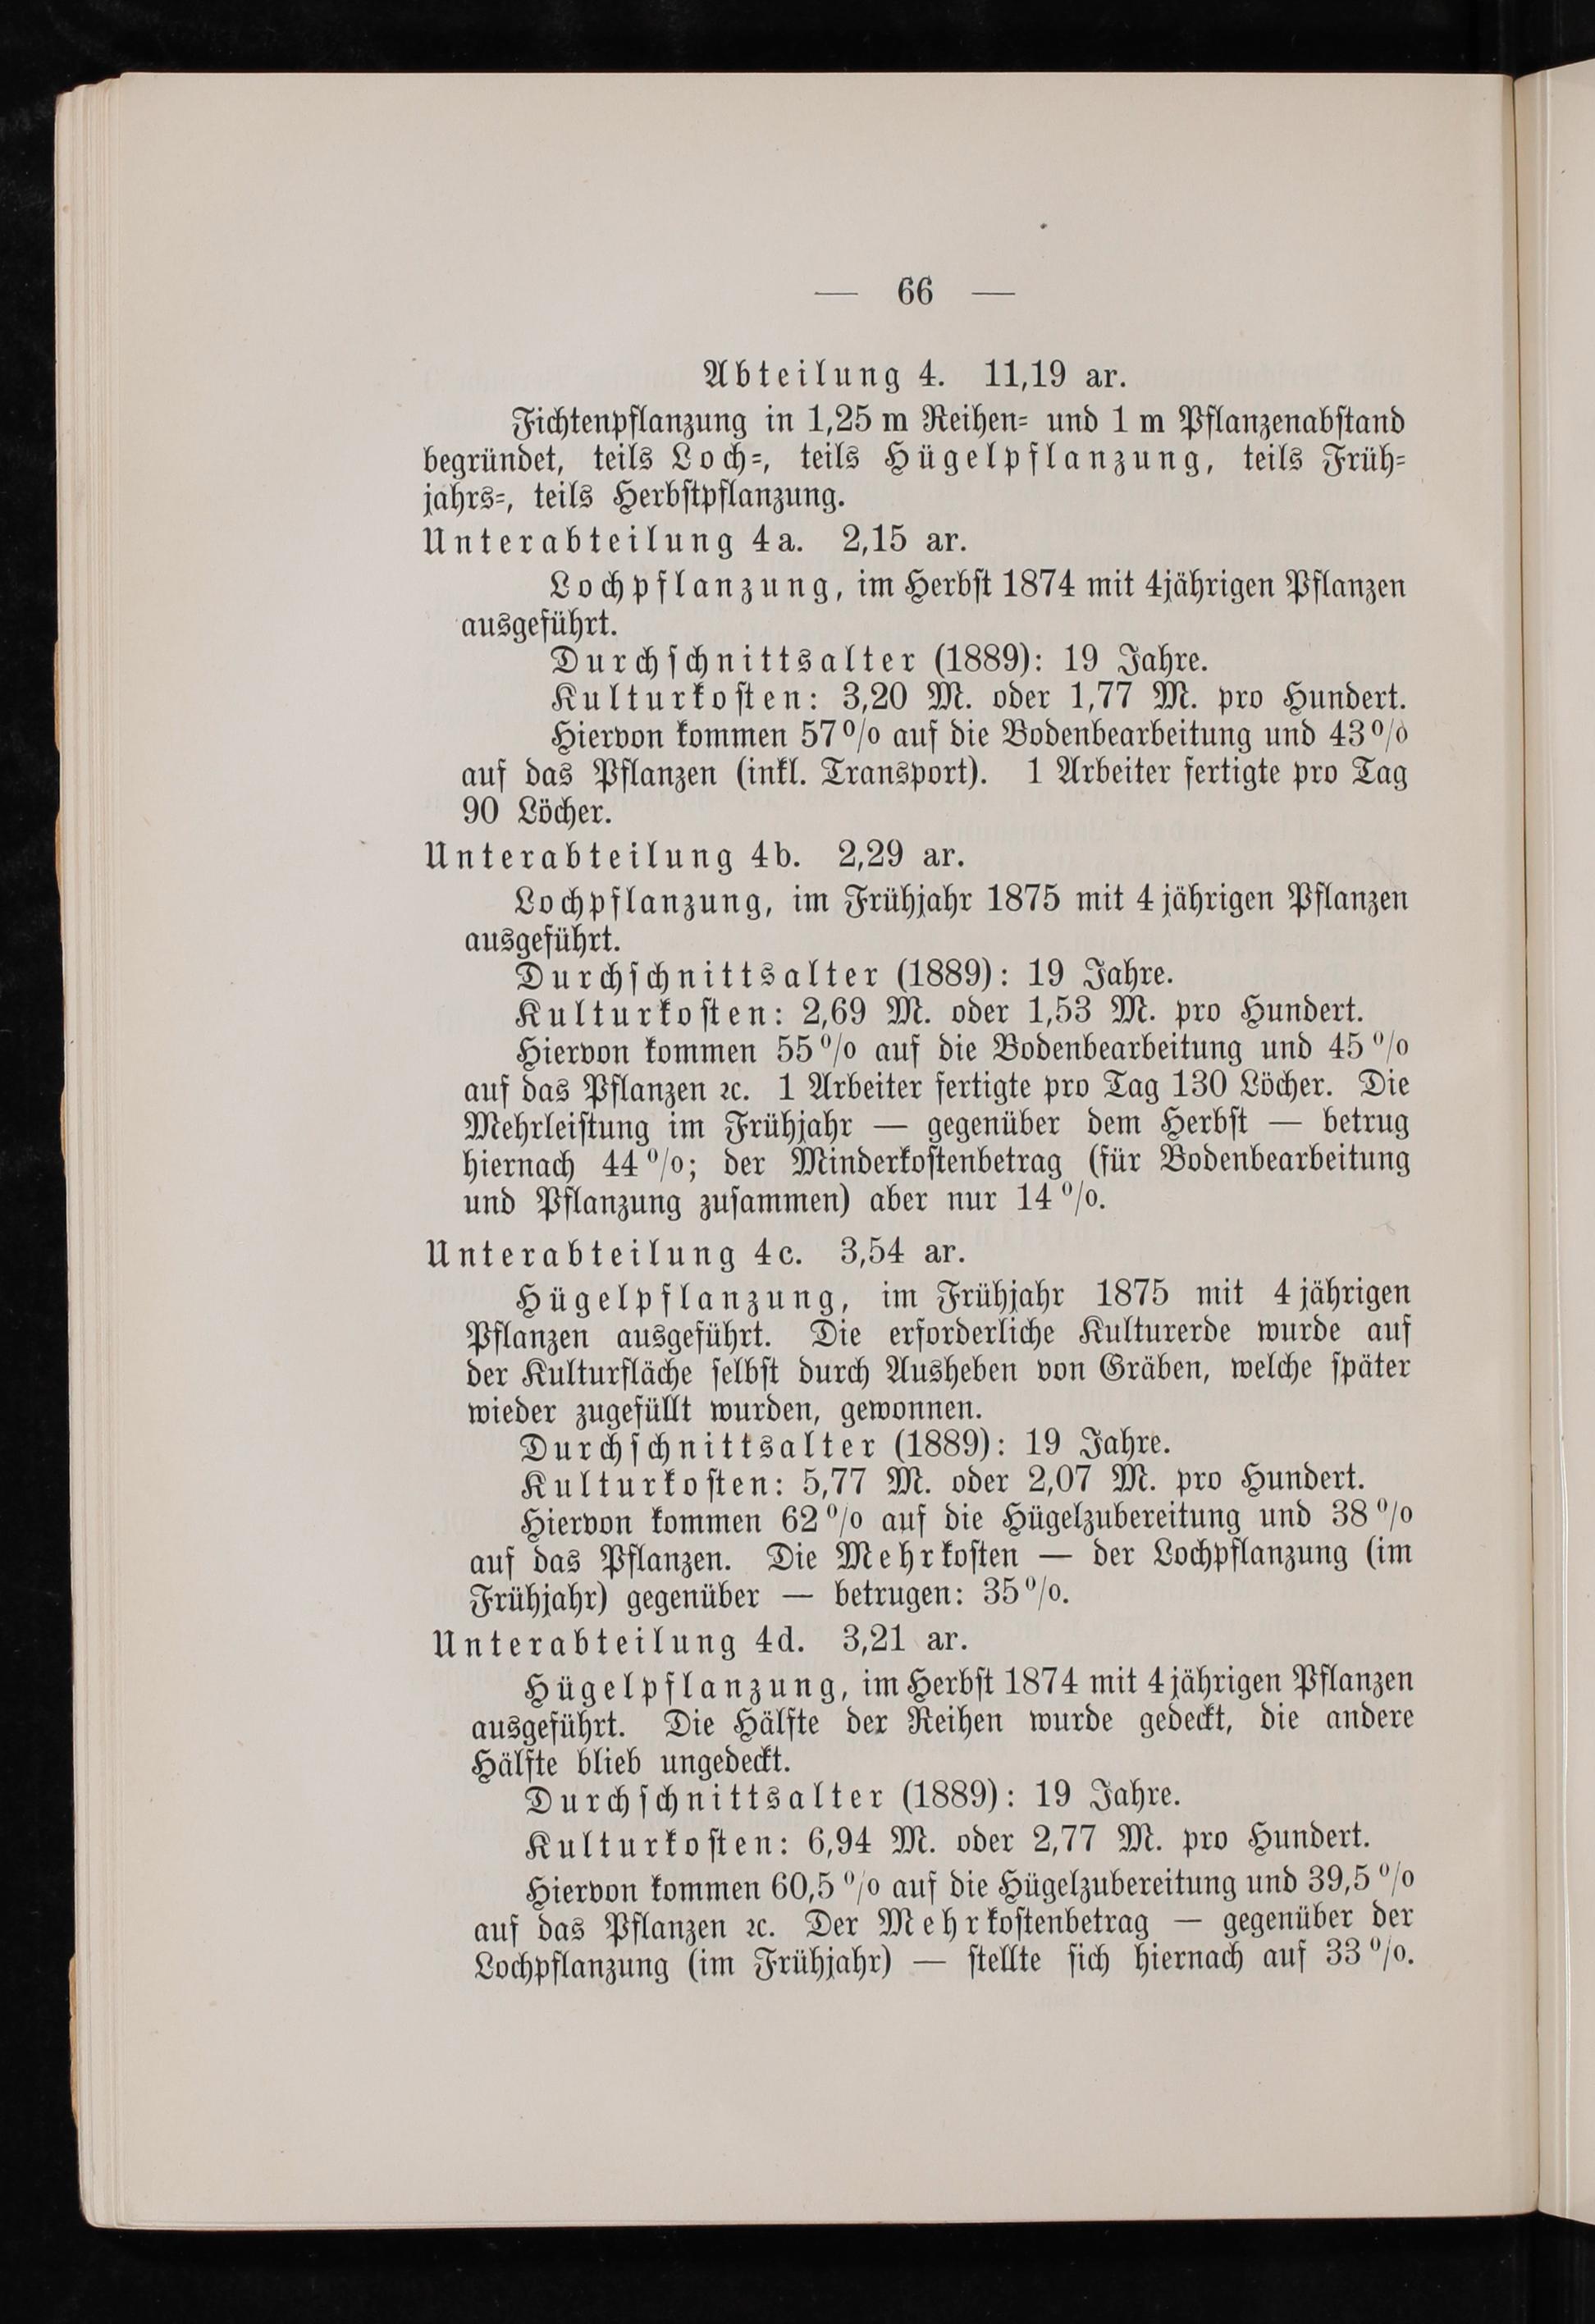 — 66 —
Abteilung 4. 11,19 ar.
Fichtenpflanzung in 1,25 m Reihen= und 1 m Pflanzenabstand
begründet, teils Loch=, teils Hügelpflanzung, teils Früh=
jahrs=, teils Herbstpflanzung.
Unterabteilung 4a. 2,15 ar.
Lochpflanzung, im Herbst 1874 mit 4jährigen Pflanzen
ausgeführt.
Durchschnittsalter (1889): 19 Jahre.
Kulturkosten: 3,20 M. oder 1,77 M. pro Hundert.
Hiervon kommen 57% auf die Bodenbearbeitung und 43%
auf das Pflanzen (inkl. Transport). 1 Arbeiter fertigte pro Tag
90 Löcher.
Unterabteilung 4b. 2,29 ar.
Lochpflanzung, im Frühjahr 1875 mit 4 jährigen Pflanzen
ausgeführt.
Durchschnittsalter (1889): 19 Jahre.
Kulturkosten: 2,69 M. oder 1,53 M. pro Hundert.
Hiervon kommen 55 % auf die Bodenbearbeitung und 45 %
auf das Pflanzen ꝛc. 1 Arbeiter fertigte pro Tag 130 Löcher. Die
Mehrleistung im Frühjahr — gegenüber dem Herbst — betrug
hiernach 44 %; der Minderkostenbetrag (für Bodenbearbeitung
und Pflanzung zusammen) aber nur 14 %.
Unterabteilung 4c. 3,54 ar.
Hügelpflanzung, im Frühjahr 1875 mit 4 jährigen
Pflanzen ausgeführt. Die erforderliche Kulturerde wurde auf
der Kulturfläche selbst durch Ausheben von Gräben, welche später
wieder zugefüllt wurden, gewonnen.
Durchschnittsalter (1889): 19 Jahre.
Kulturkosten: 5,77 M. oder 2,07 M. pro Hundert.
Hiervon kommen 62 % auf die Hügelzubereitung und 38 %
auf das Pflanzen. Die Mehrkosten — der Lochpflanzung (im
Frühjahr) gegenüber — betrugen: 35 %.
Unterabteilung 4d. 3,21 ar.
Hügelpflanzung, im Herbst 1874 mit 4 jährigen Pflanzen
ausgeführt. Die Hälfte der Reihen wurde gedeckt, die andere
Hälfte blieb ungedeckt.
Durchschnittsalter (1889): 19 Jahre.
Kulturkosten: 6,94 M. oder 2,77 M. pro Hundert.
Hiervon kommen 60,5 % auf die Hügelzubereitung und 39,5 %
auf das Pflanzen ꝛc. Der Mehrkostenbetrag — gegenüber der
Lochpflanzung (im Frühjahr) — stellte sich hiernach auf 33 %.